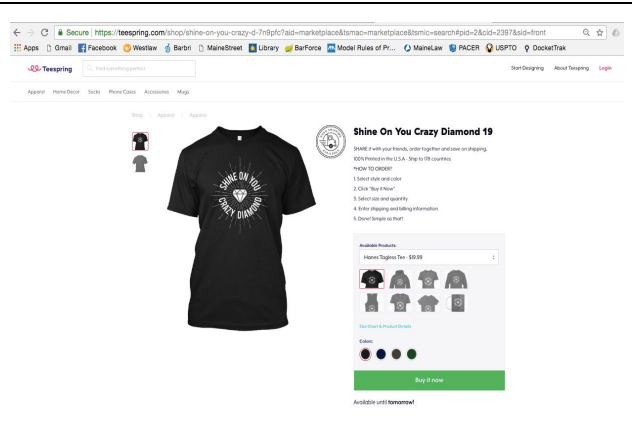 Secure https://teespring.com/shop/shine-on-you-crazy-d-7n9pfc?aid=marketplace&tsmac=marketplace&tsmic=search#pid=2&cid=2397&sid=front
Apps Gmail Facebook Westlaw Barbri MaineStreet Library BarForce Model Rules of Pr... MaineLaw PACER USPTO DocketTrak
Teespring Find something perfect Start Designing About Teespring Login
Apparel Home Decor Socks Phone Cases Accessories Mugs
Shop Apparel Apparel
SHINE ON YOU
CRAZY DIAMOND
Shine On You Crazy Diamond 19
SHARE it with your friends, order together and save on shipping.
100% Printed in the U.S.A - Ship to 178 countries
*HOW TO ORDER?
1. Select style and color
2. Click "Buy it Now"
3. Select size and quantity
4. Enter shipping and billing information
5. Done! Simple as that!
Available Products:
Hanes Tagless Tee - $19.99
Size Chart & Product Details
Colors:
Buy it now
Available until tomorrow!